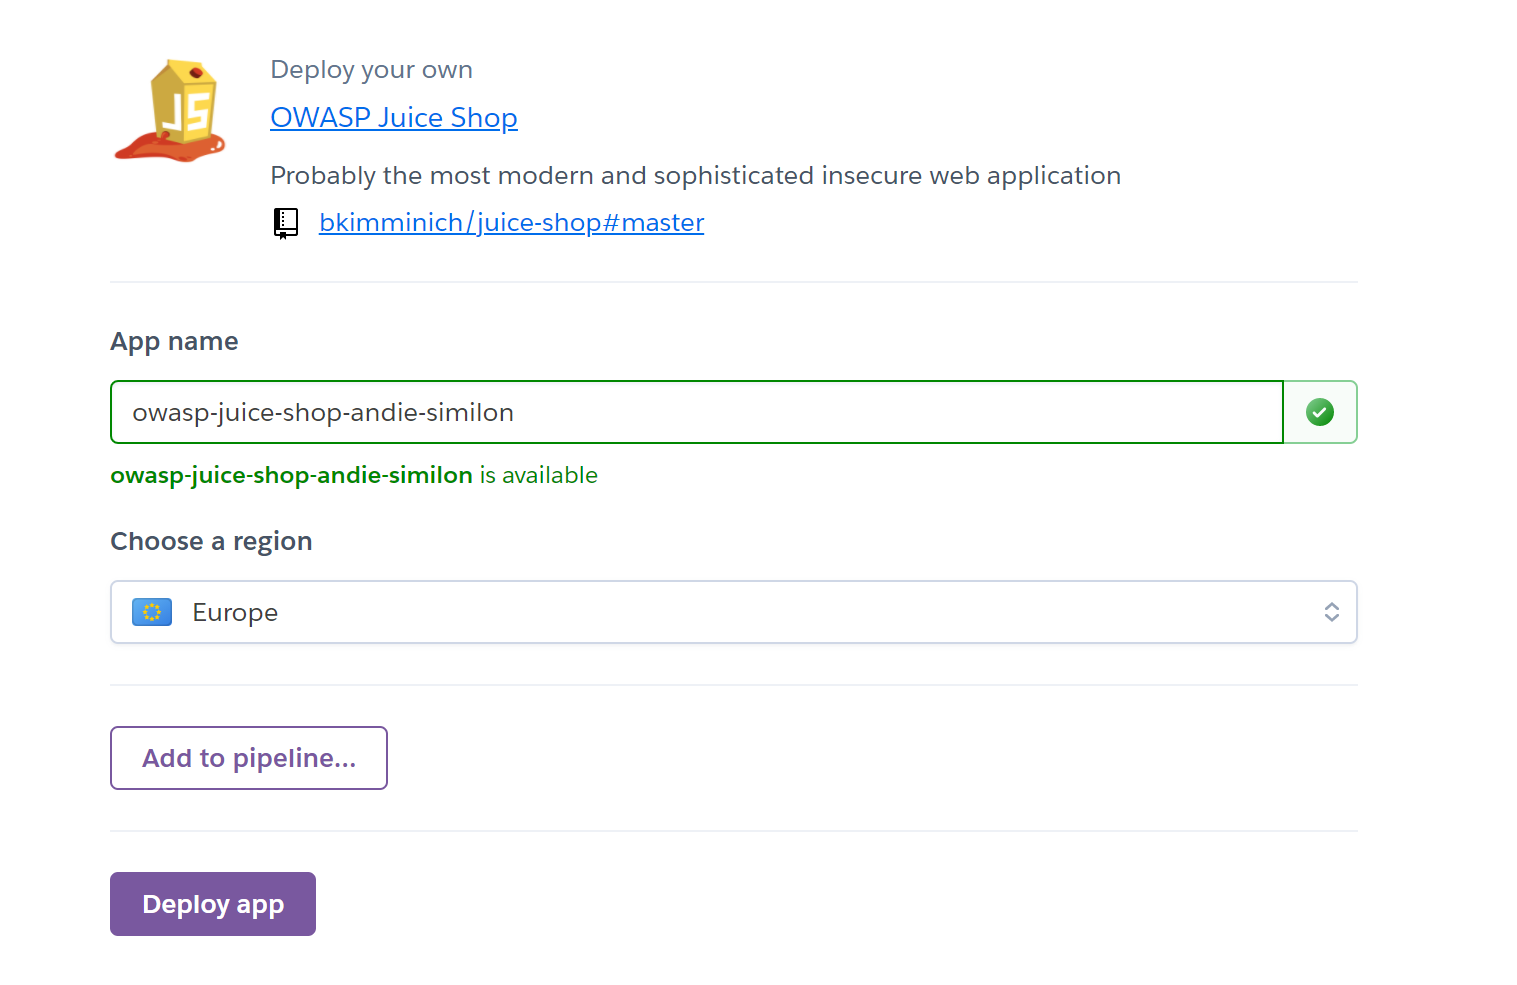 JS
Deploy your own
OWASP Juice Shop
Probably the most modern and sophisticated insecure web application
bkimminich/juice-shop#master
App name
owasp-juice-shop-andie-similon
owasp-juice-shop-andie-similon is available
Choose a region
Europe
Add to pipeline...
Deploy app